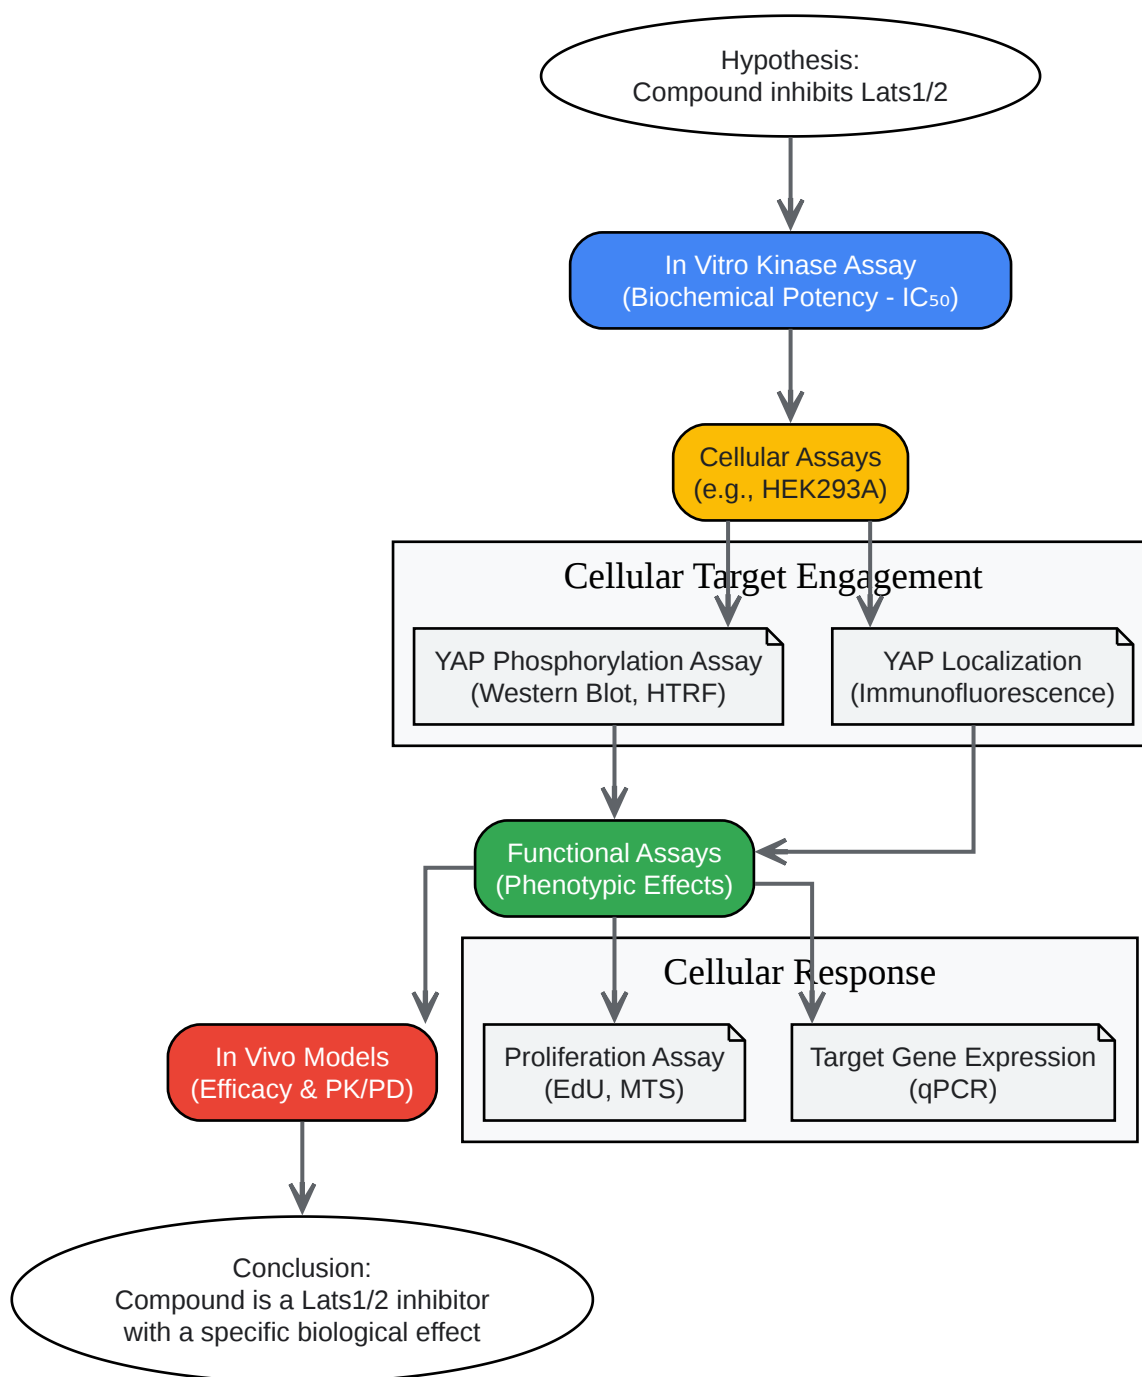 Hypothesis:
Compound inhibits Lats1/2
In Vitro Kinase Assay
(Biochemical Potency - IC₅₀)
Cellular Assays
(e.g., HEK293A)
Cellular Target Engagement
YAP Phosphorylation Assay
(Western Blot, HTRF)
YAP Localization
(Immunofluorescence)
Functional Assays
(Phenotypic Effects)
Cellular Response
In Vivo Models
(Efficacy & PK/PD)
Proliferation Assay
(EdU, MTS)
Target Gene Expression
(qPCR)
Conclusion:
Compound is a Lats1/2 inhibitor
with a specific biological effect